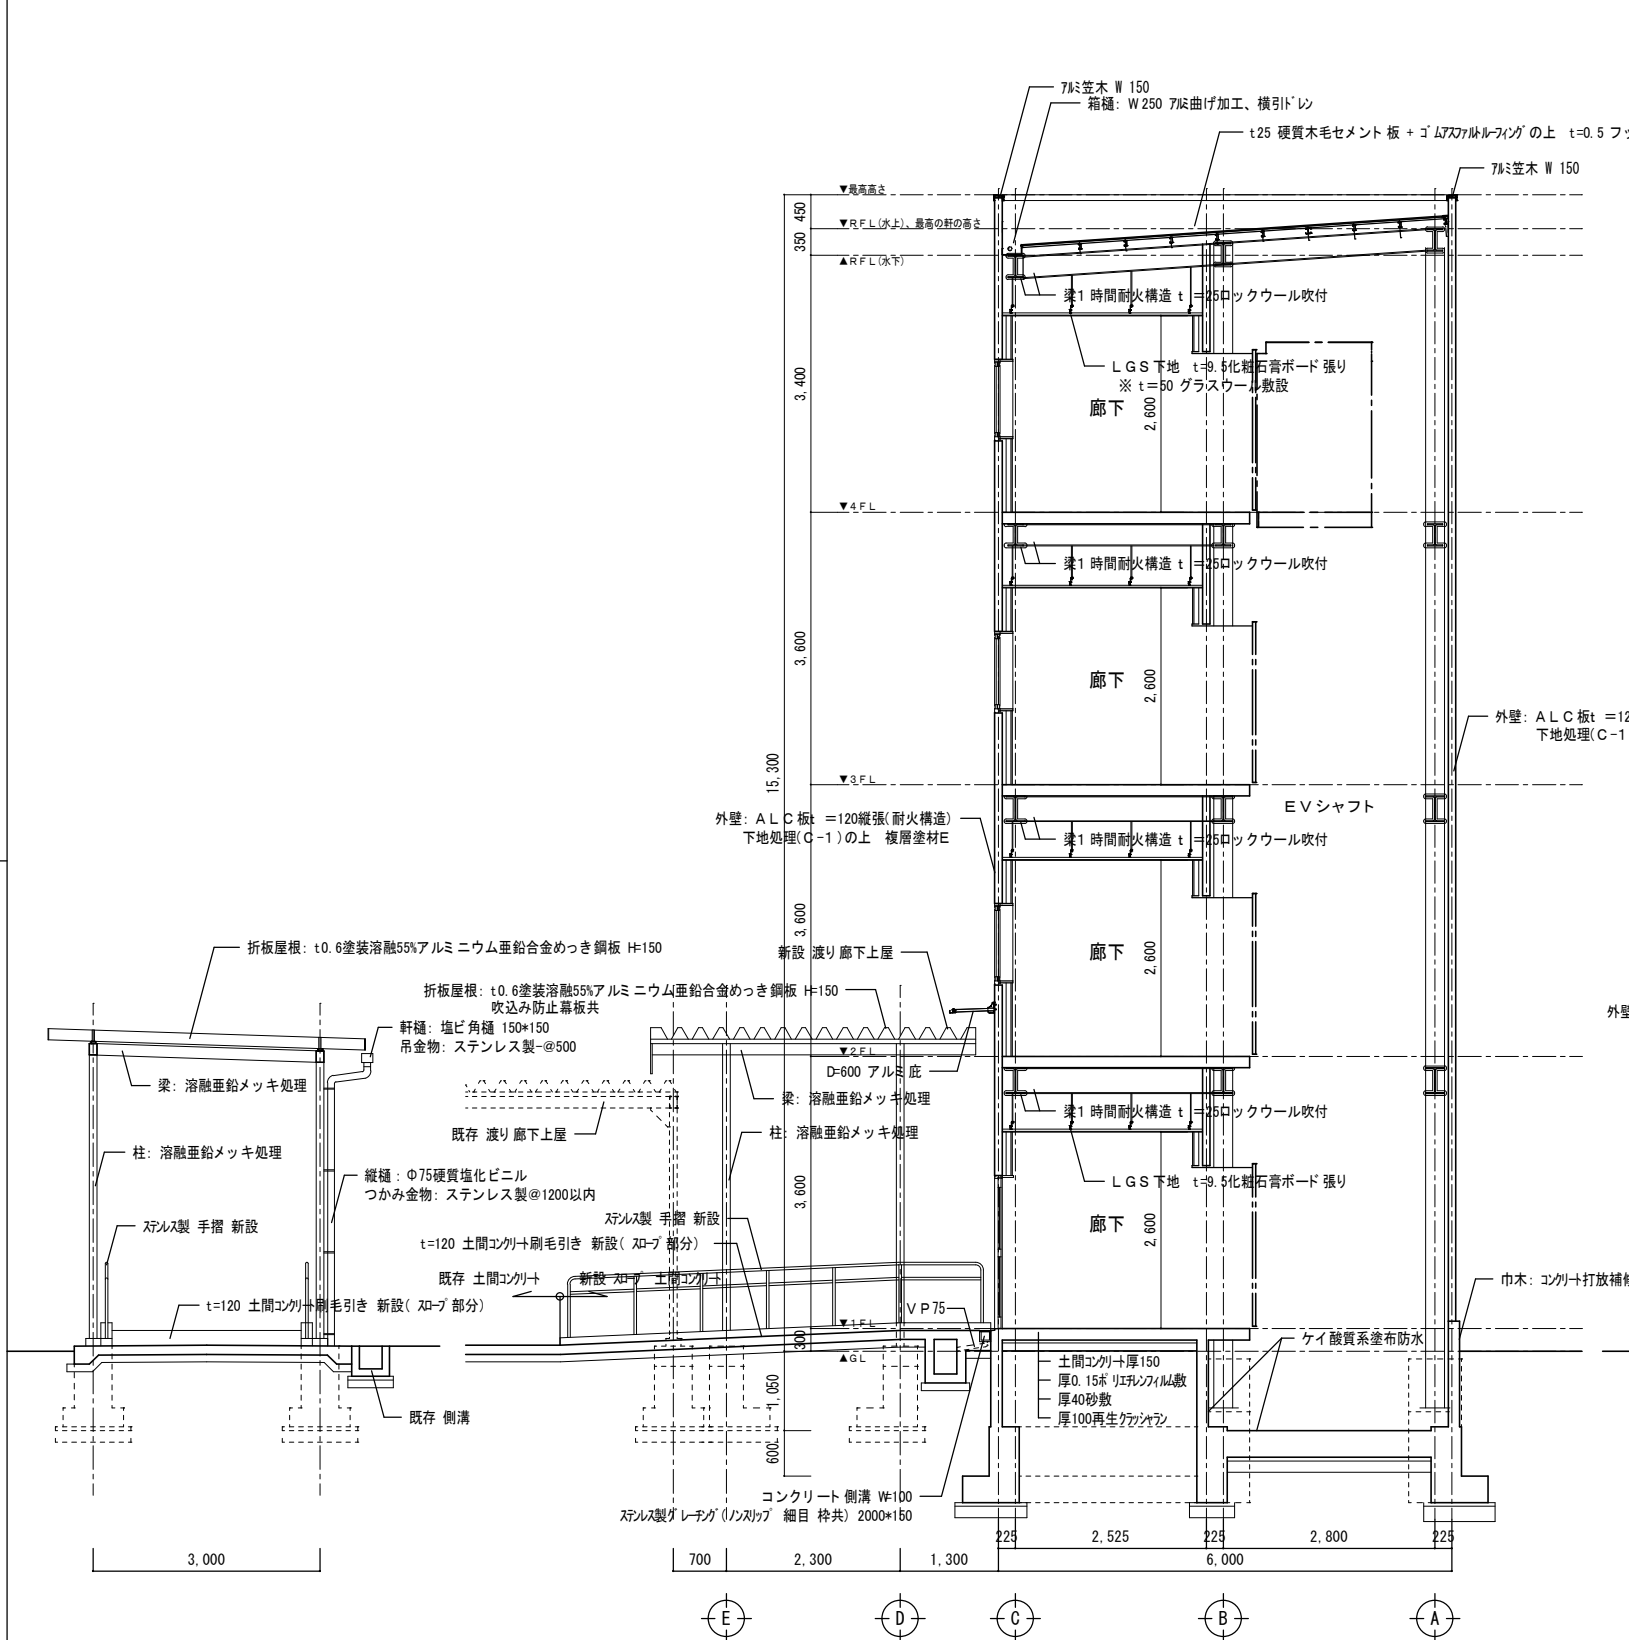 アルミ笠木 W 150
箱樋: W 250 アルミ曲げ加工、横引ドレン
t25 硬質木毛セメント板 + ゴムアスファルトルーフィングの上 t=0.5 フッ
アルミ笠木 W 150
▼最高高さ
450
▼RFL(水上)、最高の軒の高さ
350
▲RFL(水下)
梁1時間耐火構造 t=25ロックウール吹付
LGS下地 t=9.5化粧石膏ボード張り
※ t=50 グラスウール敷設
3,400
廊下
2,600
▼4FL
梁1時間耐火構造 t=25ロックウール吹付
3,600
廊下
2,600
外壁: ALC板t=12
下地処理(C-1
15,300
▼3FL
EVシャフト
外壁: ALC板t=120縦張(耐火構造)
下地処理(C-1)の上 複層塗材E
梁1時間耐火構造 t=25ロックウール吹付
3,600
折板屋根: t0.6塗装溶融55%アルミニウム亜鉛合金めっき鋼板 H=150
新設 渡り廊下上屋
廊下
2,600
折板屋根: t0.6塗装溶融55%アルミニウム亜鉛合金めっき鋼板 H=150
吹込み防止幕板共
外壁
軒樋: 塩ビ角樋 150*150
吊金物: ステンレス製-@500
▼2FL
D=600 アルミ庇
梁: 溶融亜鉛メッキ処理
梁: 溶融亜鉛メッキ処理
梁1時間耐火構造 t=25ロックウール吹付
既存 渡り廊下上屋
柱: 溶融亜鉛メッキ処理
柱: 溶融亜鉛メッキ処理
縦樋: Φ75硬質塩化ビニル
つかみ金物: ステンレス製@1200以内
LGS下地 t=9.5化粧石膏ボード張り
3,600
ステンレス製 手摺 新設
ステンレス製 手摺 新設
廊下
2,600
t=120 土間コンクリート刷毛引き 新設(スロープ部分)
既存 土間コンクリート
新設 スロープ 土間コンクリート
巾木: コンクリート打放補修
t=120 土間コンクリート刷毛引き 新設(スロープ部分)
VP75
▼1FL
300
ケイ酸質系塗布防水
▲GL
土間コンクリート厚150
厚0.15ポリエチレンフィルム敷
厚40砂敷
厚100再生クラッシャラン
1,050
既存 側溝
600
コンクリート側溝 W=100
ステンレス製グレーチング(ノンスリップ 細目 枠共) 2000*150
225
2,525
225
2,800
225
3,000
700
2,300
1,300
6,000
E
D
C
B
A